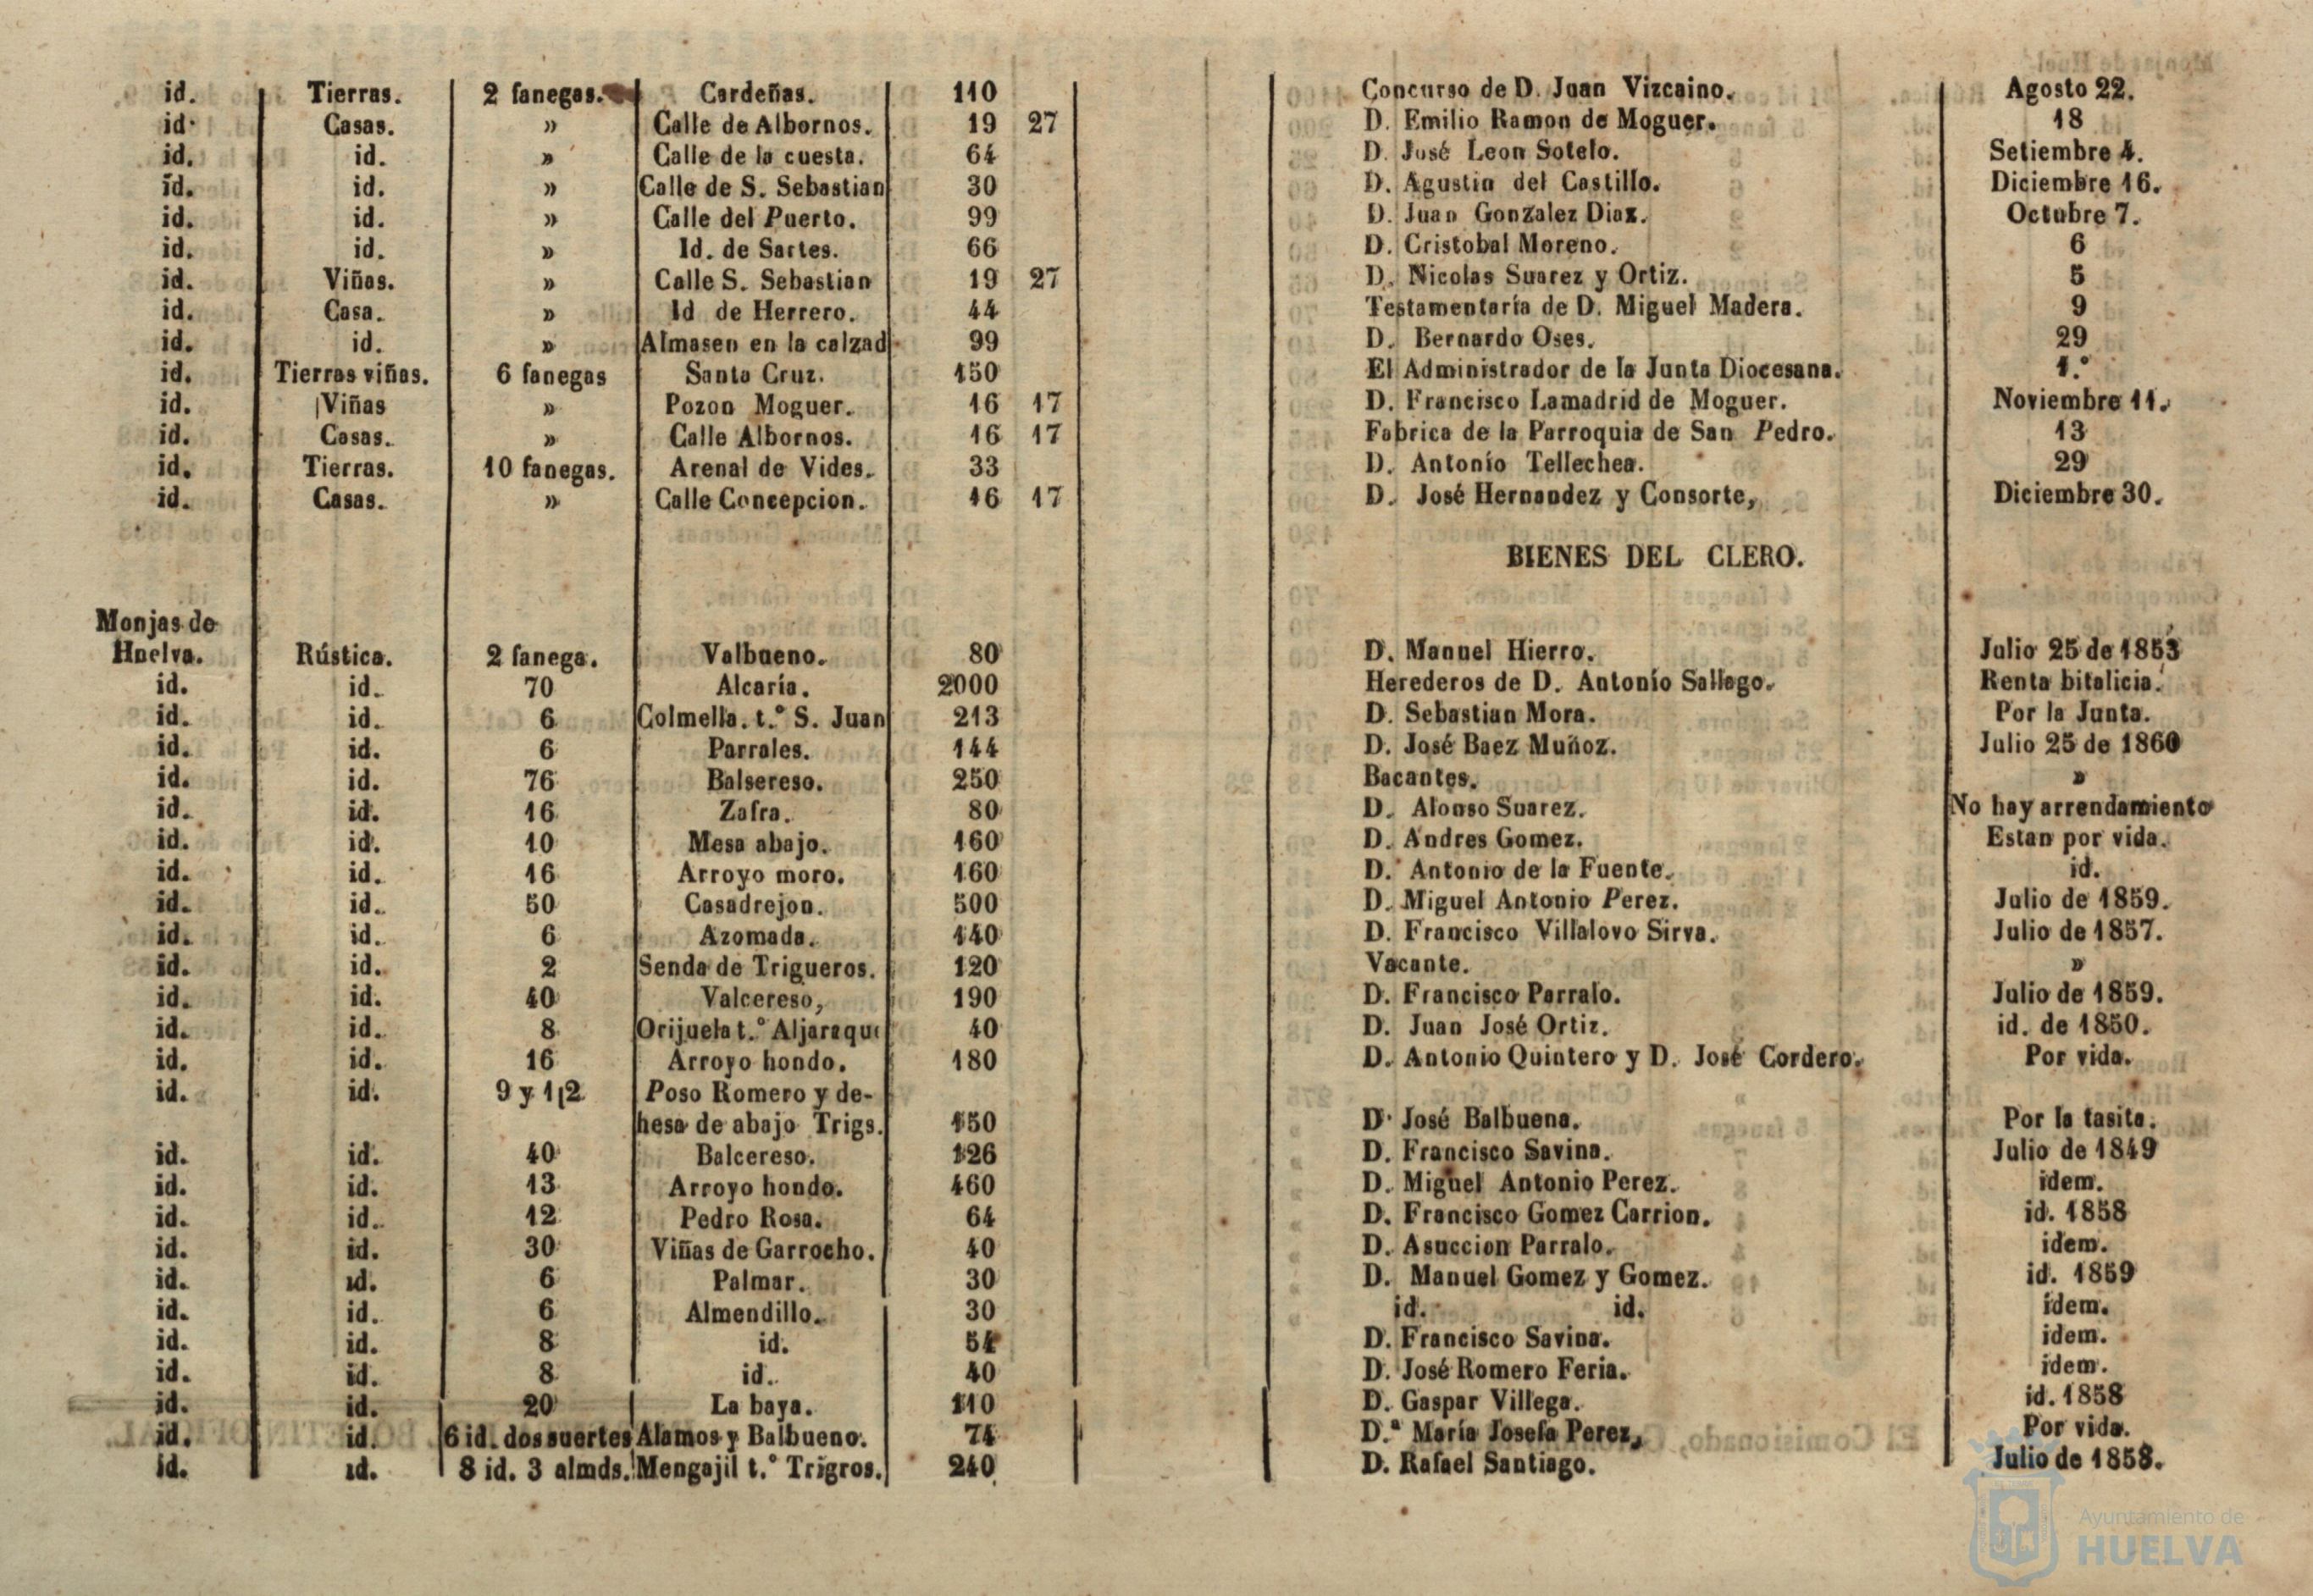 id. Tierras. 2 fanegas. Cardeñas. 110 Concurso de D. Juan Vizcaino. Agosto 22.
id. Casas. » Calle de Albornos. 19 27 D. Emilio Ramon de Moguer. 18
id. id. » Calle de la cuesta. 64 D. José Leon Sotelo. Setiembre 4.
id. id. » Calle de S. Sebastian 30 D. Agustin del Castillo. Diciembre 16.
id. id. » Calle del Puerto. 99 D. Juan Gonzalez Diaz. Octubre 7.
id. id. » Id. de Sartes. 66 D. Cristobal Moreno. 6
id. Viñas. » Calle S. Sebastian 19 27 D. Nicolas Suarez y Ortiz. 5
id. Casa. » Id de Herrero. 44 Testamentaría de D. Miguel Madera. 9
id. id. » Almasen en la calzad 99 D. Bernardo Oses. 29
id. Tierras viñas. 6 fanegas Santa Cruz. 150 El Administrador de la Junta Diocesana. 1.°
id. Viñas » Pozon Moguer. 16 17 D. Francisco Lamadrid de Moguer. Noviembre 11.
id. Casas. » Calle Albornos. 16 17 Fabrica de la Parroquia de San Pedro. 13
id. Tierras. 10 fanegas. Arenal de Vides. 33 D. Antonio Tellechea. 29
id. Casas. » Calle Concepcion. 16 17 D. José Hernandez y Consorte, Diciembre 30.
BIENES DEL CLERO.
Monjas de
Huelva. Rústica. 2 fanega. Valbueno. 80 D. Manuel Hierro. Julio 25 de 1853
id. id. 70 Alcaría. 2000 Herederos de D. Antonio Sallago. Renta bitalicia.
id. id. 6 Colmella. t.° S. Juan 213 D. Sebastian Mora. Por la Junta.
id. id. 6 Parrales. 144 D. José Baez Muñoz. Julio 25 de 1860
id. id. 76 Balsereso. 250 Bacantes. »
id. id. 16 Zafra. 80 D. Alonso Suarez. No hay arrendamiento
id. id. 10 Mesa abajo. 160 D. Andres Gomez. Estan por vida.
id. id. 16 Arroyo moro. 160 D. Antonio de la Fuente. id.
id. id. 50 Casadrejon. 500 D. Miguel Antonio Perez. Julio de 1859.
id. id. 6 Azomada. 140 D. Francisco Villalovo Sirva. Julio de 1857.
id. id. 2 Senda de Trigueros. 120 Vacante. »
id. id. 40 Valcereso, 190 D. Francisco Parralo. Julio de 1859.
id. id. 8 Orijuela t.° Aljaraque 40 D. Juan José Ortiz. id. de 1850.
id. id. 16 Arroyo hondo. 180 D. Antonio Quintero y D. José Cordero. Por vida.
id. id. 9 y 1|2 Poso Romero y de-
hesa de abajo Trigs. 150 D. José Balbuena. Por la tasita.
id. id. 40 Balcereso. 126 D. Francisco Savina. Julio de 1849
id. id. 13 Arroyo hondo. 460 D. Miguel Antonio Perez. idem.
id. id. 12 Pedro Rosa. 64 D. Francisco Gomez Carrion. id. 1858
id. id. 30 Viñas de Garrocho. 40 D. Asuccion Parralo. idem.
id. id. 6 Palmar. 30 D. Manuel Gomez y Gomez. id. 1859
id. id. 6 Almendillo. 30 id. id. idem.
id. id. 8 id. 54 D. Francisco Savina. idem.
id. id. 8 id. 40 D. José Romero Feria. idem.
id. id. 20 La baya. 110 D. Gaspar Villega. id. 1858
id. id. 6 id. dos suertes Alamos y Balbueno. 74 D.ª María Josefa Perez, Por vida.
id. id. 8 id. 3 almds. Mengajil t.° Trigros. 240 D. Rafael Santiago. Julio de 1858.
Ayuntamiento de
HUELVA